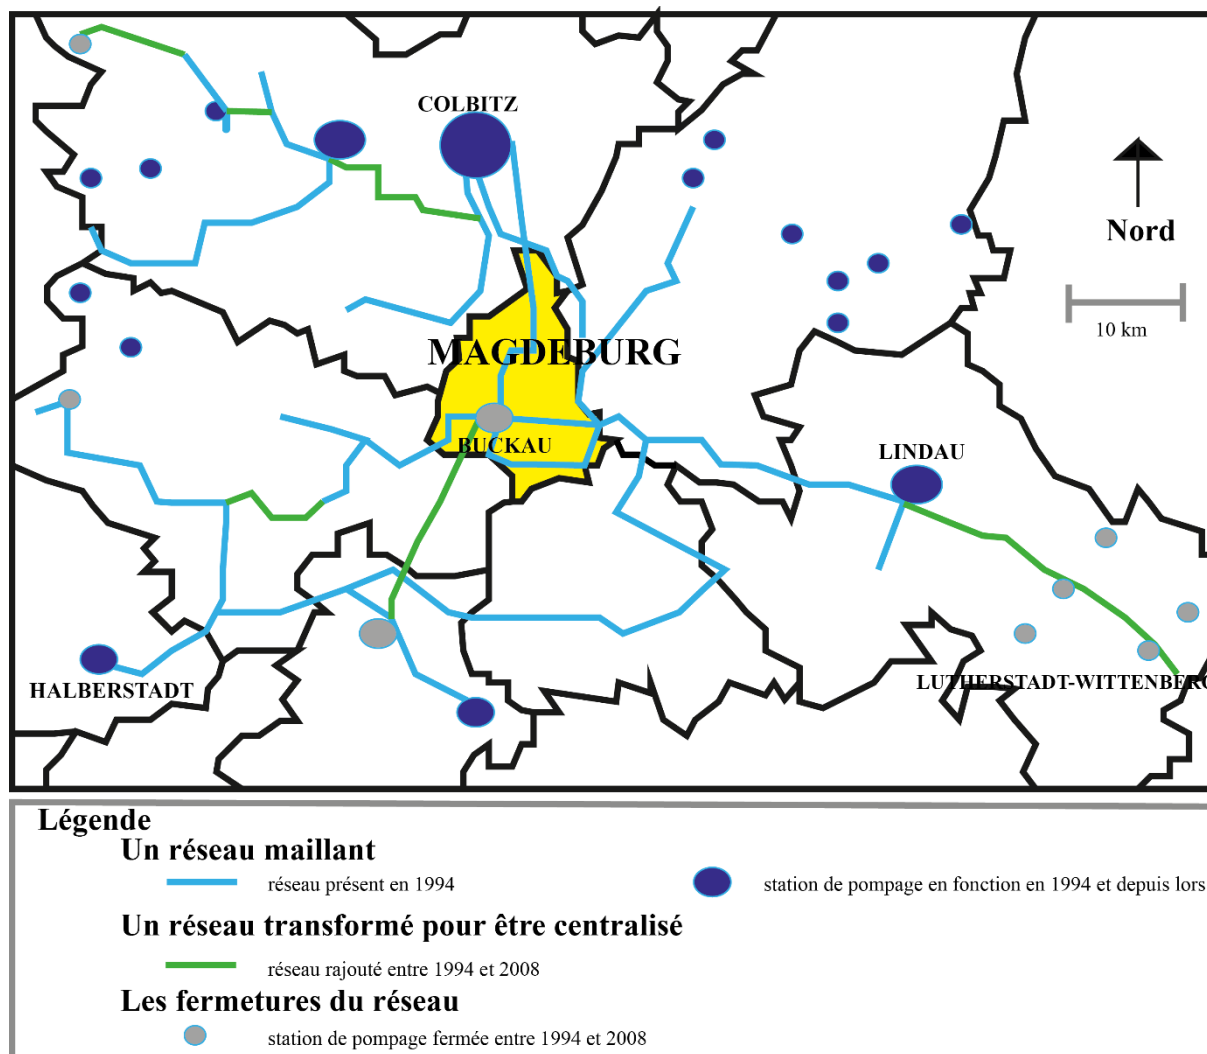 COLBITZ
Nord
10 km
MAGDEBURG
BUCKAU
LINDAU
HALBERSTADT
LUTHERSTADT-WITTENBERG
Légende
Un réseau maillant
réseau présent en 1994
station de pompage en fonction en 1994 et depuis lors
Un réseau transformé pour être centralisé
réseau rajouté entre 1994 et 2008
Les fermetures du réseau
station de pompage fermée entre 1994 et 2008